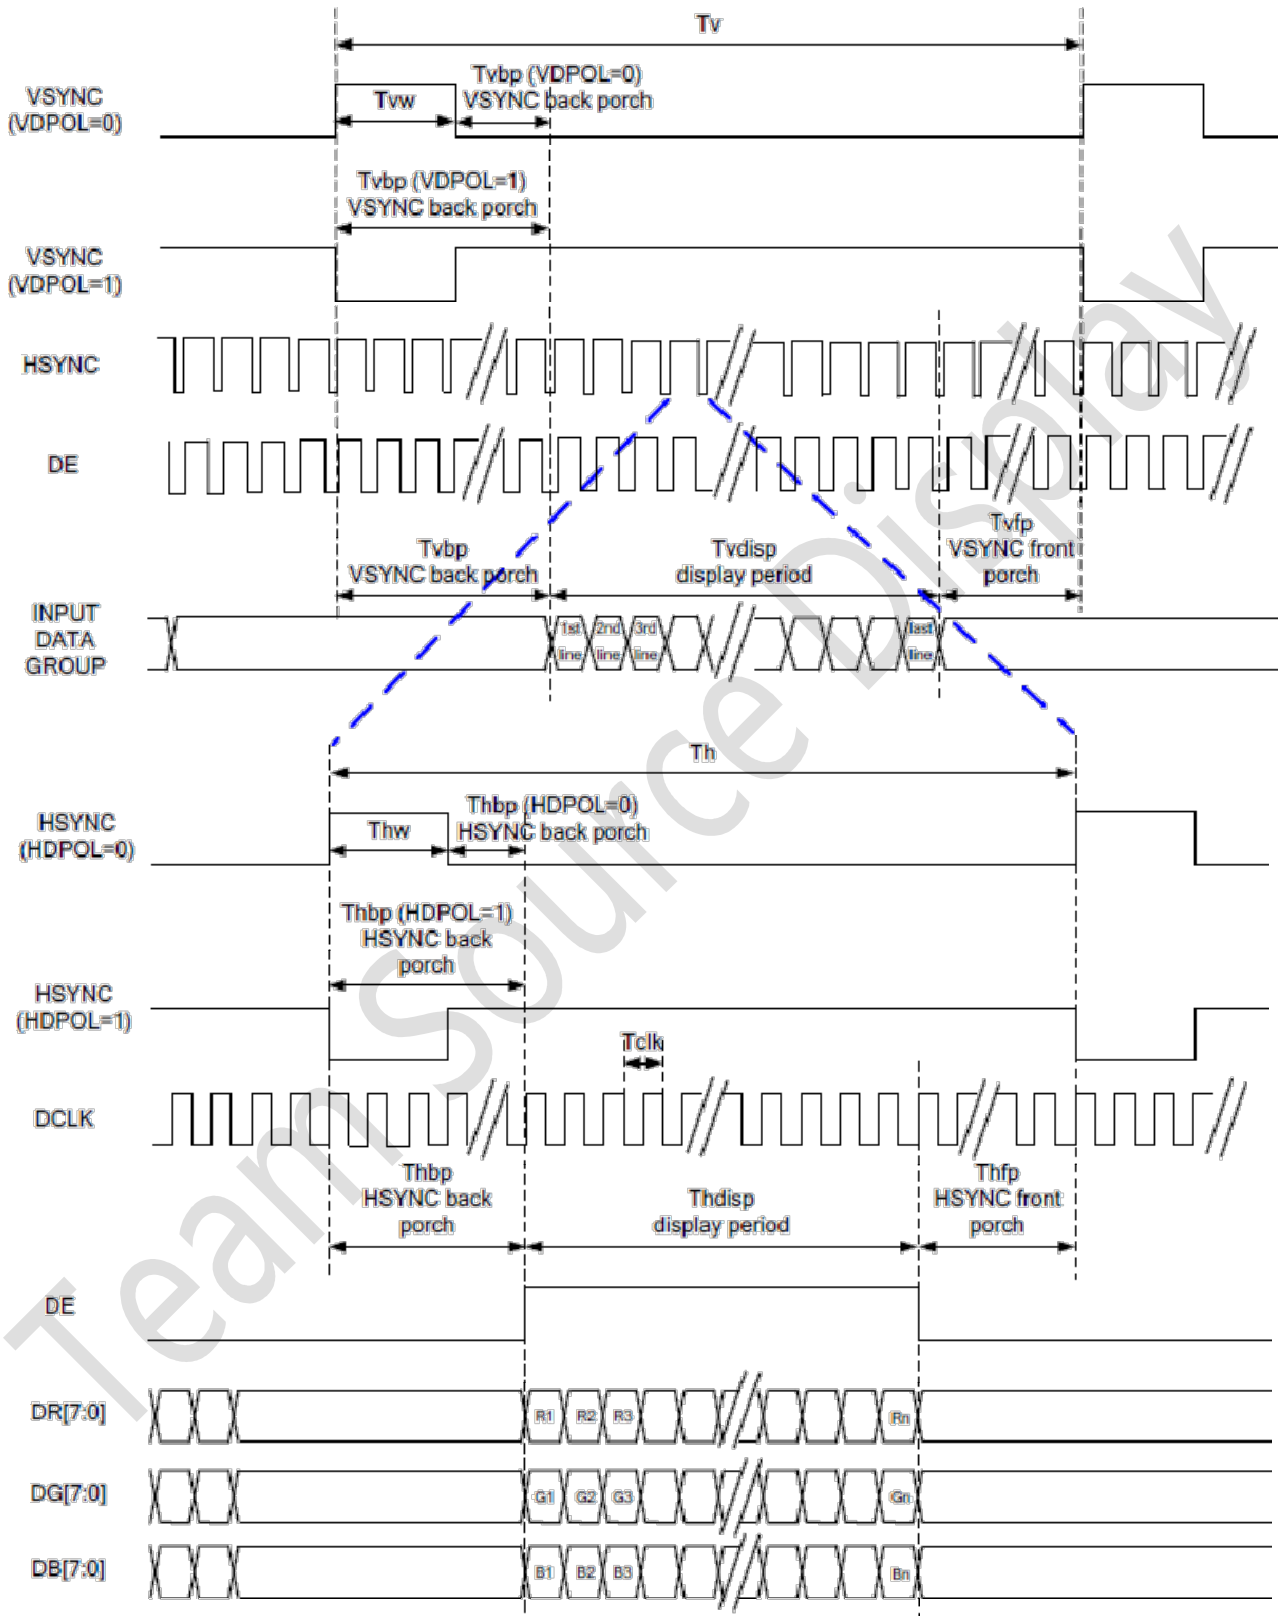 Tv
VSYNC
(VDPOL=0)
Tvw
Tvbp (VDPOL=0)
VSYNC back porch
Tvbp (VDPOL=1)
VSYNC back porch
VSYNC
(VDPOL=1)
HSYNC
DE
Tvbp
VSYNC back porch
Tvdisp
display period
Tvfp
VSYNC front
porch
INPUT
DATA
GROUP
1st
line
2nd
line
3rd
line
last
line
Th
HSYNC
(HDPOL=0)
Thw
Thbp (HDPOL=0)
HSYNC back porch
Thbp (HDPOL=1)
HSYNC back
porch
HSYNC
(HDPOL=1)
Tclk
DCLK
Thbp
HSYNC back
porch
Thdisp
display period
Thfp
HSYNC front
porch
DE
DR[7:0]
R1 R2 R3 Rn
DG[7:0]
G1 G2 G3 Gn
DB[7:0]
B1 B2 B3 Bn
Team Source Display